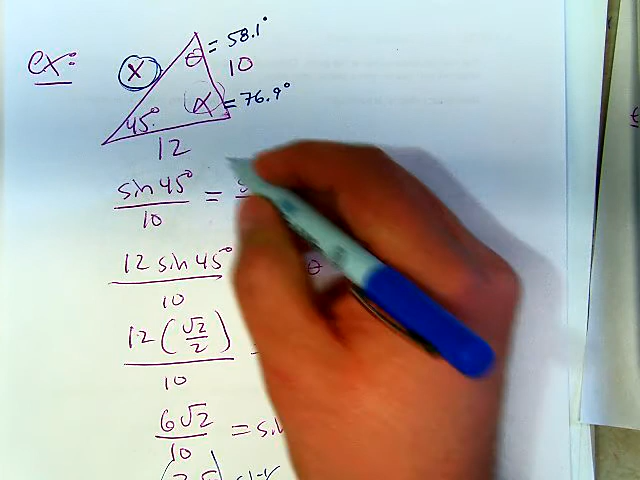 ex:
x
θ = 58.1°
10
α = 76.9°
45°
12
sin 45° / 10 =
12 sin 45° / 10 θ
12 (√2 / 2) / 10
6√2 / 10 =